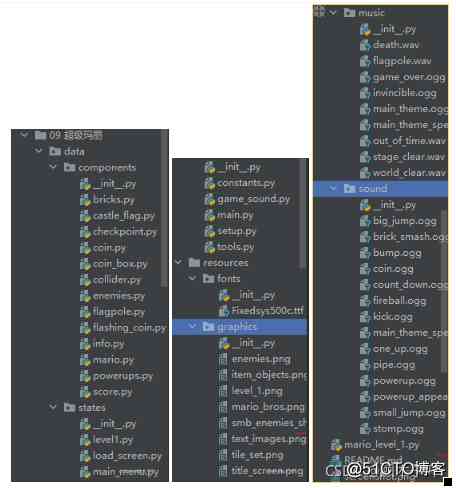 09 超级玛丽
data
components
__init__.py
bricks.py
castle_flag.py
checkpoint.py
coin.py
coin_box.py
collider.py
enemies.py
flagpole.py
flashing_coin.py
info.py
mario.py
powerups.py
score.py
states
__init__.py
level1.py
load_screen.py
main_menu.py
__init__.py
constants.py
game_sound.py
main.py
setup.py
tools.py
resources
fonts
__init__.py
Fixedsys500c.ttf
graphics
__init__.py
enemies.png
item_objects.png
level_1.png
mario_bros.png
smb_enemies_sh
text_images.png
tile_set.png
title_screen.png
music
__init__.py
death.wav
flagpole.wav
game_over.ogg
invincible.ogg
main_theme.ogg
main_theme_spe
out_of_time.wav
stage_clear.wav
world_clear.wav
sound
__init__.py
big_jump.ogg
brick_smash.ogg
bump.ogg
coin.ogg
count_down.ogg
fireball.ogg
kick.ogg
main_theme_spe
one_up.ogg
pipe.ogg
powerup.ogg
powerup_appea
small_jump.ogg
stomp.ogg
mario_level_1.py
README.md
@51CTO博客